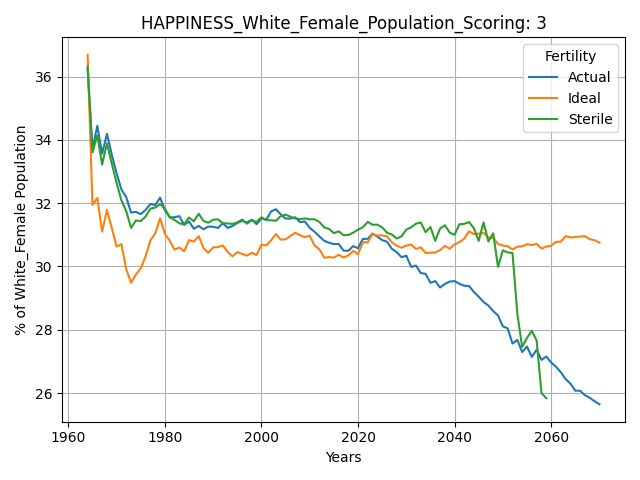 HAPPINESS_White_Female_Population_Scoring: 3
Fertility
Actual
Ideal
Sterile
% of White_Female Population
36
34
32
30
28
26
1960
1980
2000
2020
2040
2060
Years